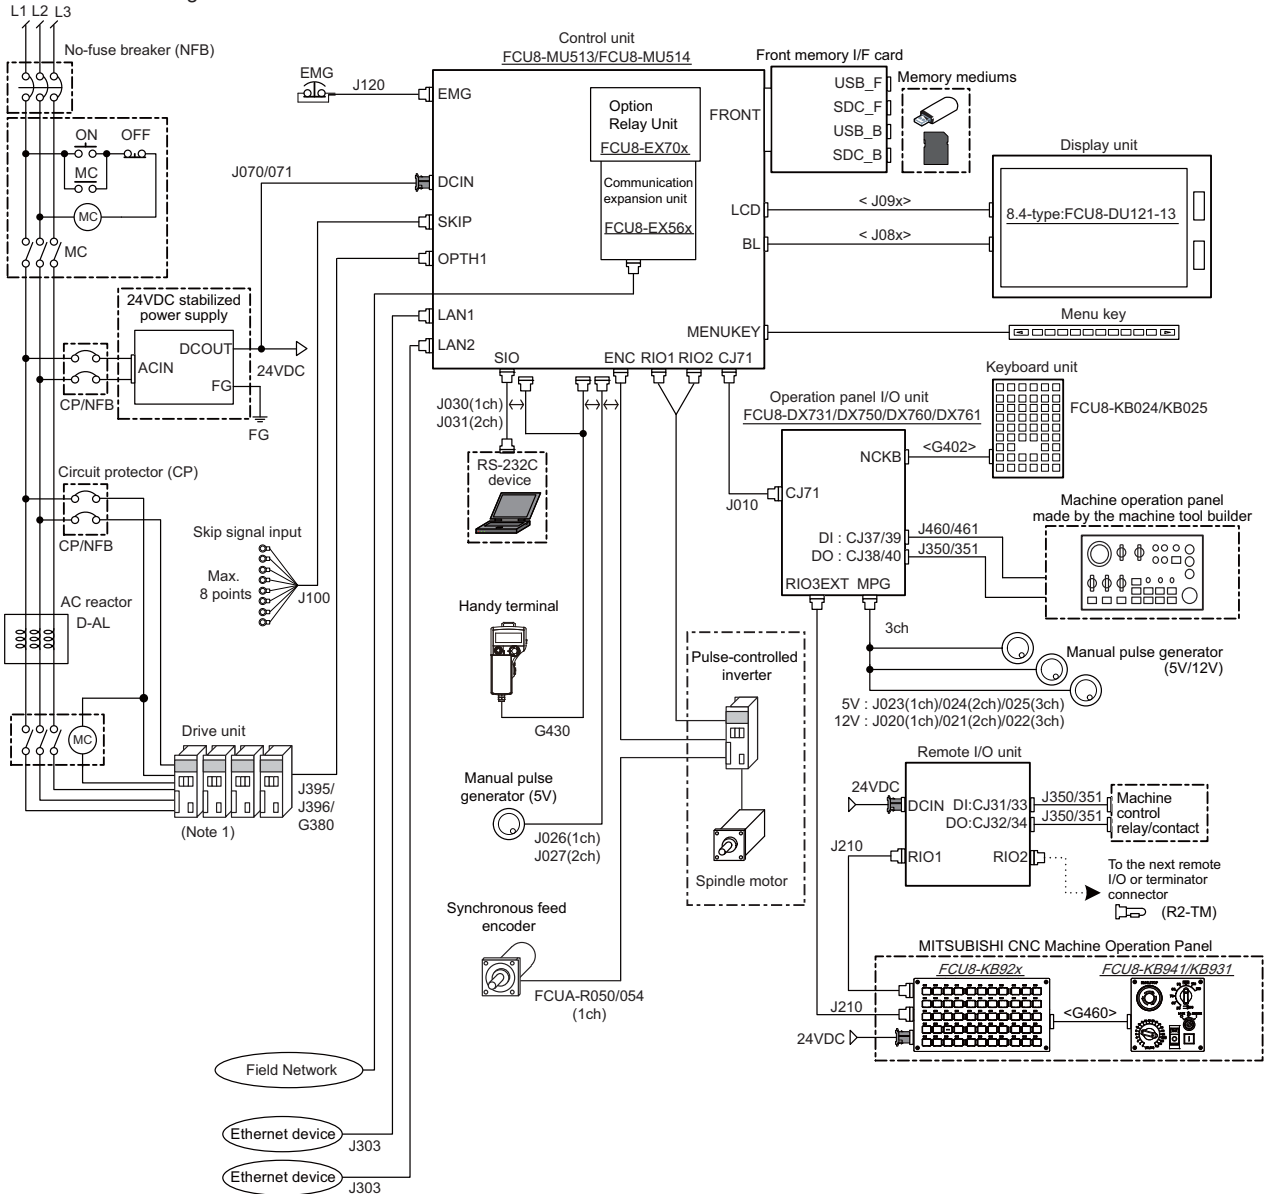 L1 L2 L3
No-fuse breaker (NFB)
ON OFF
MC
MC
MC
24VDC stabilized
power supply
DCOUT
ACIN
FG
24VDC
FG
CP/NFB
Circuit protector (CP)
CP/NFB
AC reactor
D-AL
MC
Drive unit
(Note 1)
J395/
J396/
G380
Skip signal input
Max.
8 points
J100
EMG
J120
J070/071
Control unit
FCU8-MU513/FCU8-MU514
EMG
DCIN
SKIP
OPTH1
LAN1
LAN2
Option
Relay Unit
FCU8-EX70x
Communication
expansion unit
FCU8-EX56x
FRONT
LCD
BL
MENUKEY
SIO
ENC RIO1 RIO2 CJ71
Front memory I/F card
USB_F
SDC_F
USB_B
SDC_B
Memory mediums
Display unit
8.4-type:FCU8-DU121-13
< J09x>
< J08x>
Menu key
Keyboard unit
FCU8-KB024/KB025
<G402>
Operation panel I/O unit
FCU8-DX731/DX750/DX760/DX761
NCKB
CJ71
J010
DI : CJ37/39
DO : CJ38/40
RIO3EXT MPG
J460/461
J350/351
Machine operation panel
made by the machine tool builder
3ch
Manual pulse generator
(5V/12V)
5V : J023(1ch)/024(2ch)/025(3ch)
12V : J020(1ch)/021(2ch)/022(3ch)
J030(1ch)
J031(2ch)
RS-232C
device
Handy terminal
G430
Manual pulse
generator (5V)
J026(1ch)
J027(2ch)
Synchronous feed
encoder
FCUA-R050/054
(1ch)
Pulse-controlled
inverter
Spindle motor
Remote I/O unit
24VDC
DCIN
DI:CJ31/33
DO:CJ32/34
RIO1
RIO2
J350/351
J350/351
Machine
control
relay/contact
J210
To the next remote
I/O or terminator
connector
(R2-TM)
MITSUBISHI CNC Machine Operation Panel
FCU8-KB92x
FCU8-KB941/KB931
J210
<G460>
24VDC
Field Network
Ethernet device
J303
Ethernet device
J303